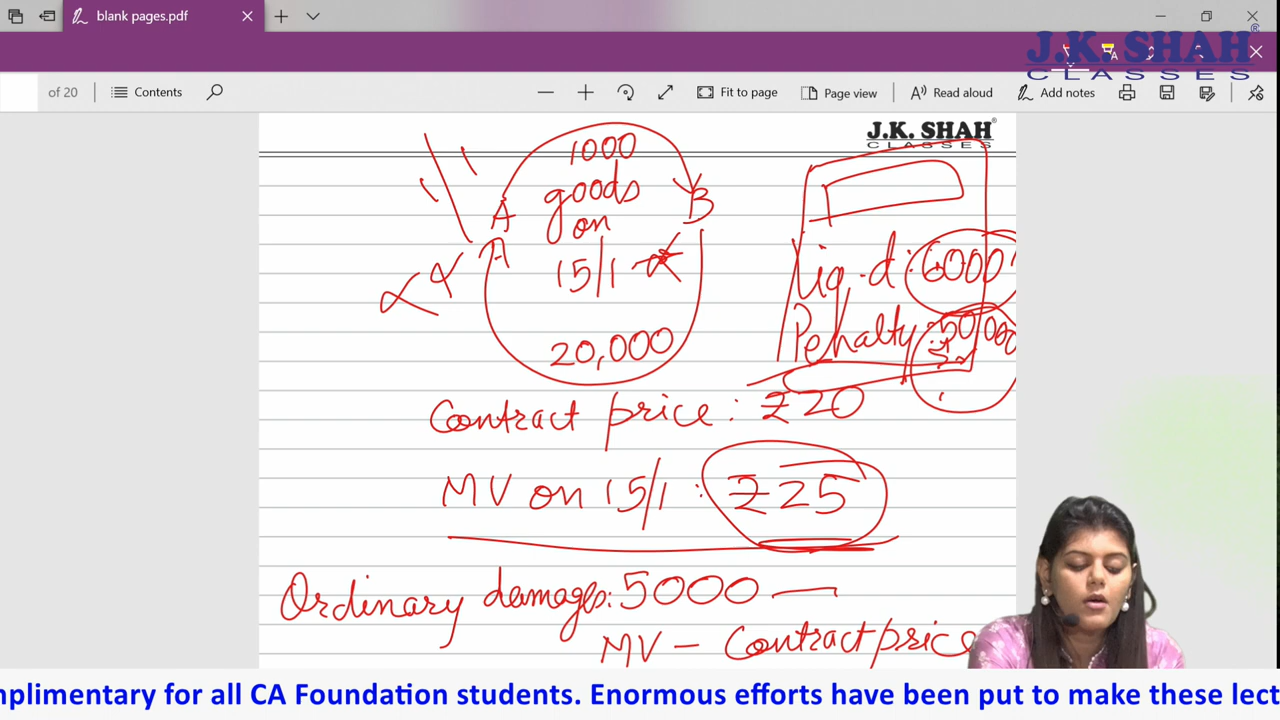 blank pages.pdf
J.K. SHAH®
CLASSES
of 20
Contents
Fit to page
Page view
Read aloud
Add notes
J.K. SHAH®
CLASSES
1000
goods
on
A
B
A
15/1
20,000
Liq.d: 6000
Penalty:
Contract price: ₹20
MV on 15/1: ₹25
Ordinary damages: 5000 —
MV - Contract price
mplimentary for all CA Foundation students. Enormous efforts have been put to make these lect